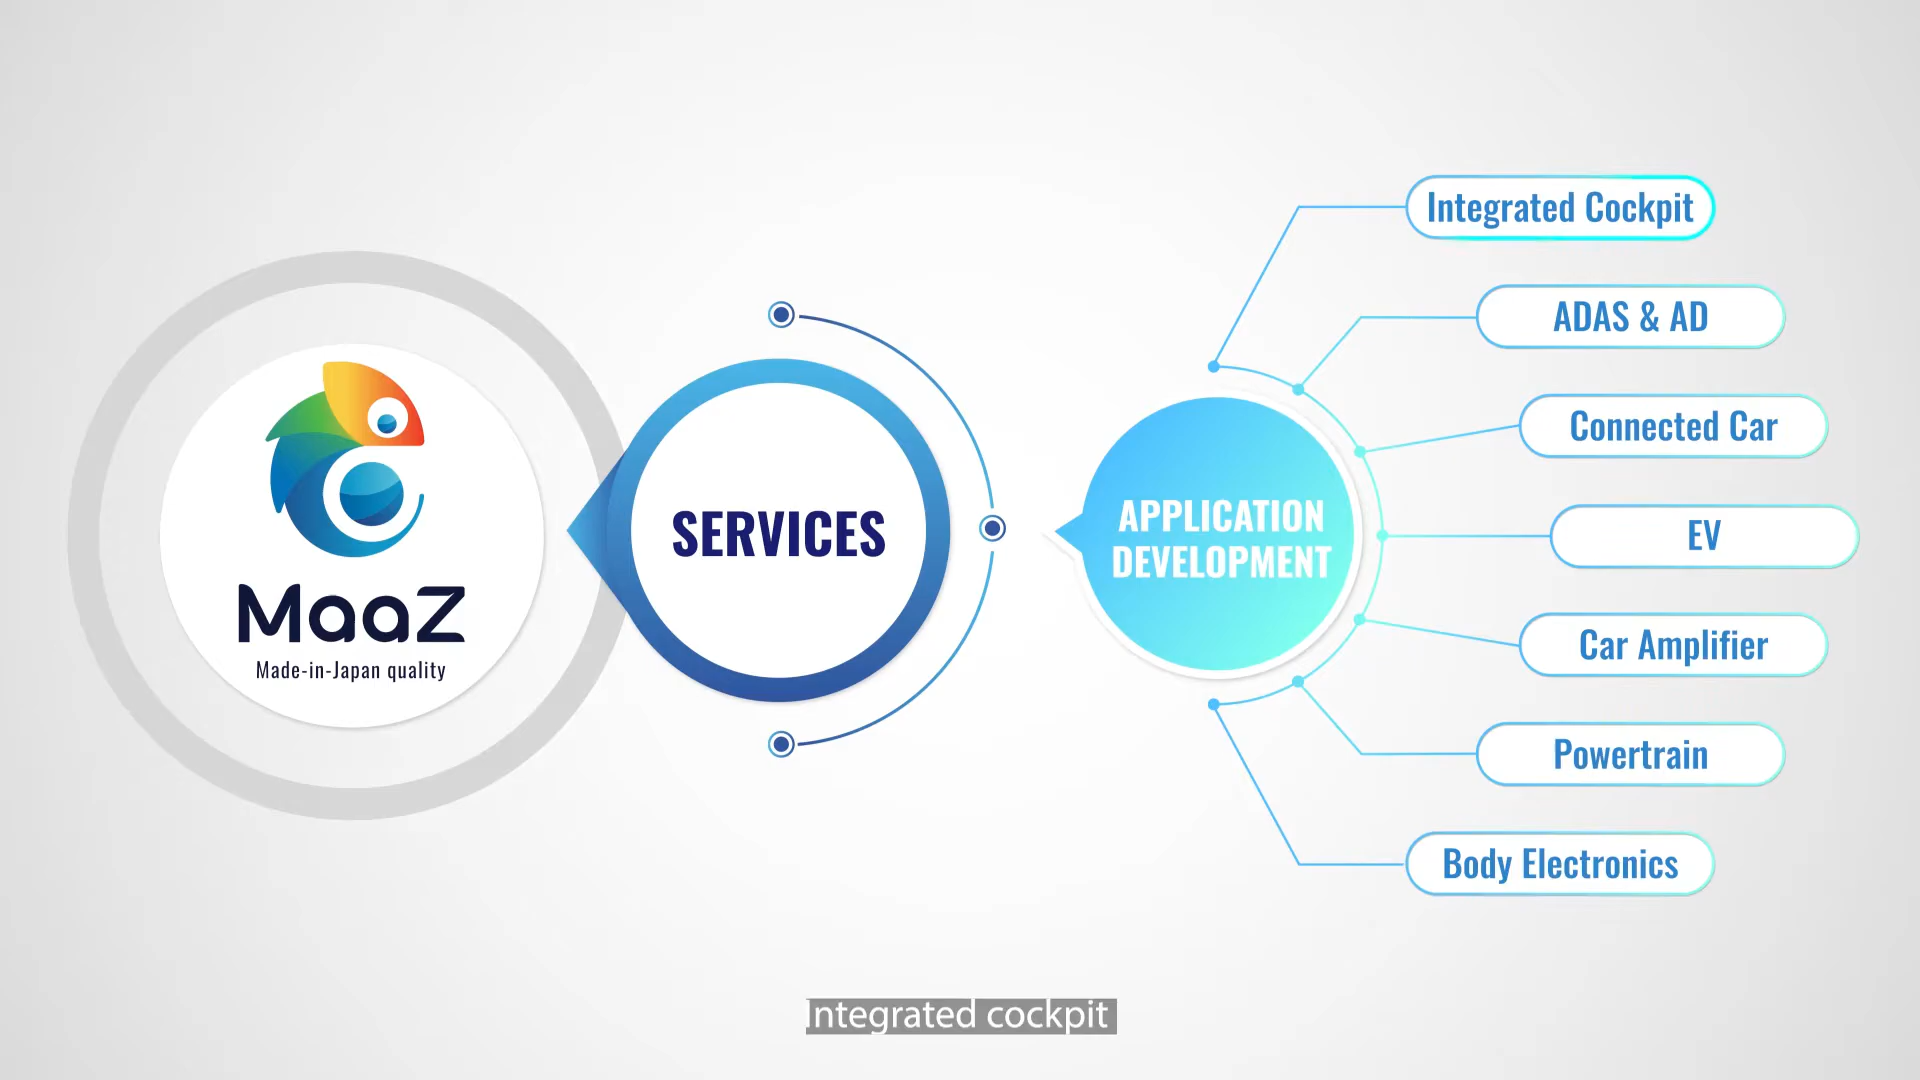 MaaZ
Made-in-Japan quality
SERVICES
APPLICATION
DEVELOPMENT
Integrated Cockpit
ADAS & AD
Connected Car
EV
Car Amplifier
Powertrain
Body Electronics
Integrated cockpit